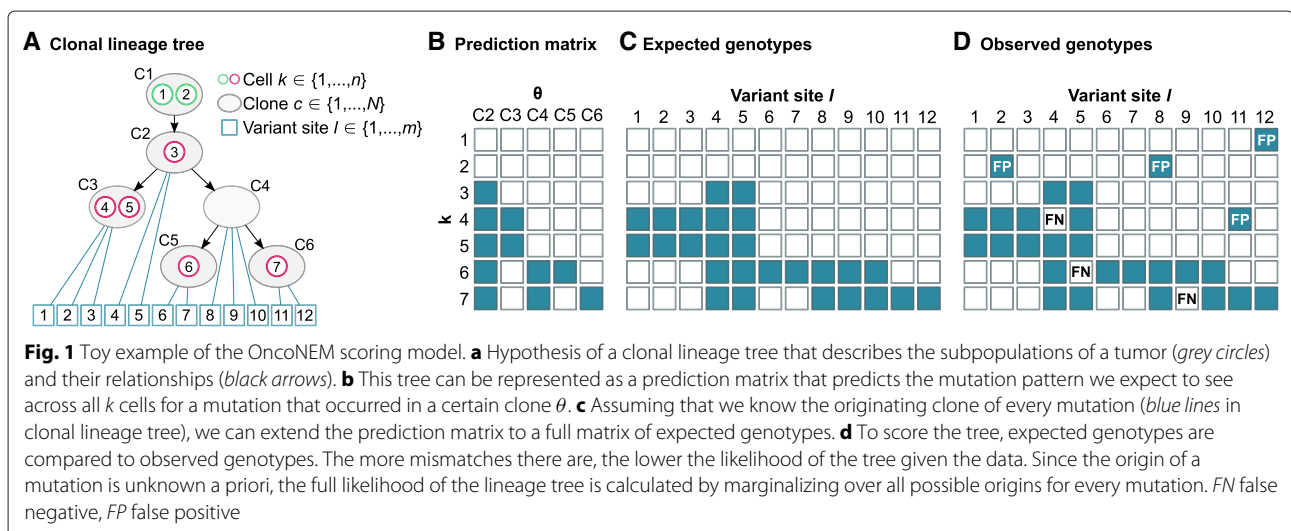 A Clonal lineage tree
B Prediction matrix
C Expected genotypes
D Observed genotypes
C1
1 2
C2
3
C3
4 5
C4
C5
6
C6
7
1 2 3 4 5 6 7 8 9 10 11 12
Cell k ∈ {1,...,n}
Clone c ∈ {1,...,N}
Variant site l ∈ {1,...,m}
θ
C2 C3 C4 C5 C6
k
1
2
3
4
5
6
7
Variant site l
1 2 3 4 5 6 7 8 9 10 11 12
Variant site l
1 2 3 4 5 6 7 8 9 10 11 12
FP
FP FP
FN FP
FN
FN
Fig. 1 Toy example of the OncoNEM scoring model. a Hypothesis of a clonal lineage tree that describes the subpopulations of a tumor (grey circles)
and their relationships (black arrows). b This tree can be represented as a prediction matrix that predicts the mutation pattern we expect to see
across all k cells for a mutation that occurred in a certain clone θ. c Assuming that we know the originating clone of every mutation (blue lines in
clonal lineage tree), we can extend the prediction matrix to a full matrix of expected genotypes. d To score the tree, expected genotypes are
compared to observed genotypes. The more mismatches there are, the lower the likelihood of the tree given the data. Since the origin of a
mutation is unknown a priori, the full likelihood of the lineage tree is calculated by marginalizing over all possible origins for every mutation. FN false
negative, FP false positive